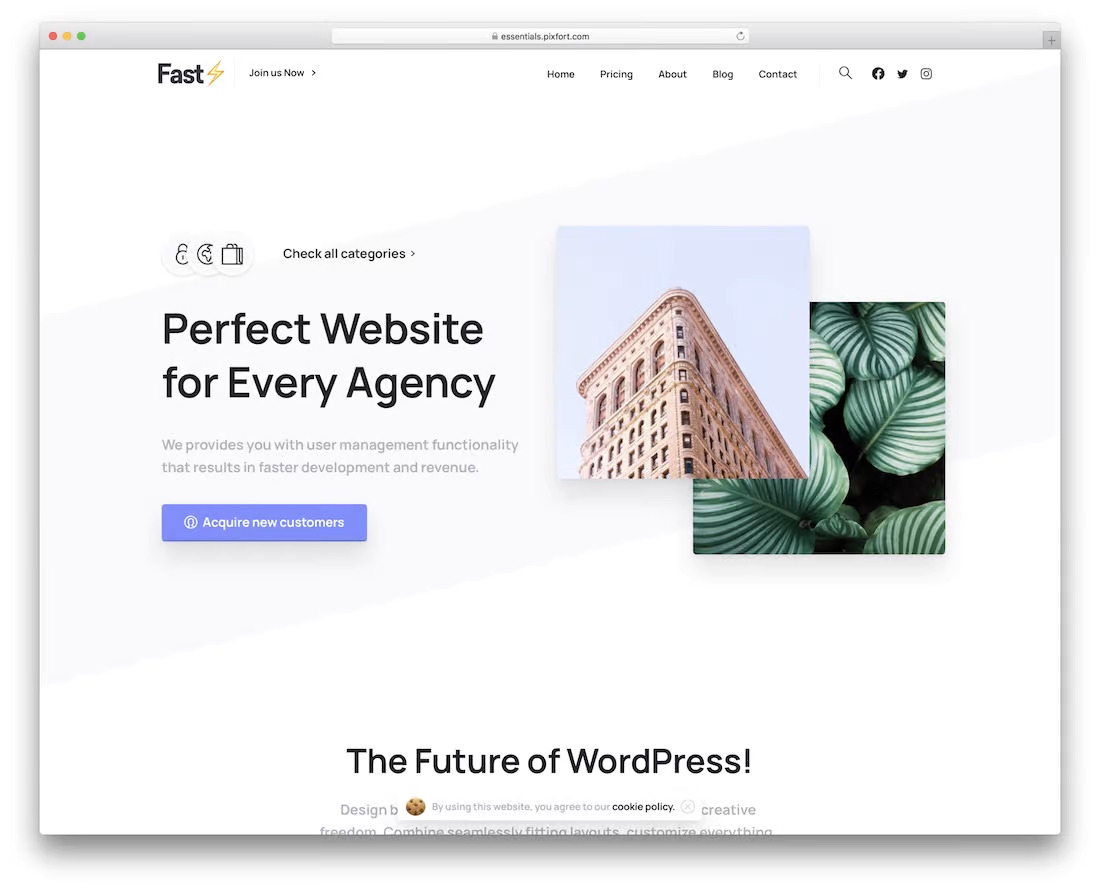 essentials.pixfort.com
Fast
Join us Now >
Home Pricing About Blog Contact
Check all categories >
Perfect Website
for Every Agency
We provides you with user management functionality
that results in faster development and revenue.
Acquire new customers
The Future of WordPress!
Design b
creative
By using this website, you agree to our cookie policy.
freedom. Combine seamlessly fitting layouts, customize everything